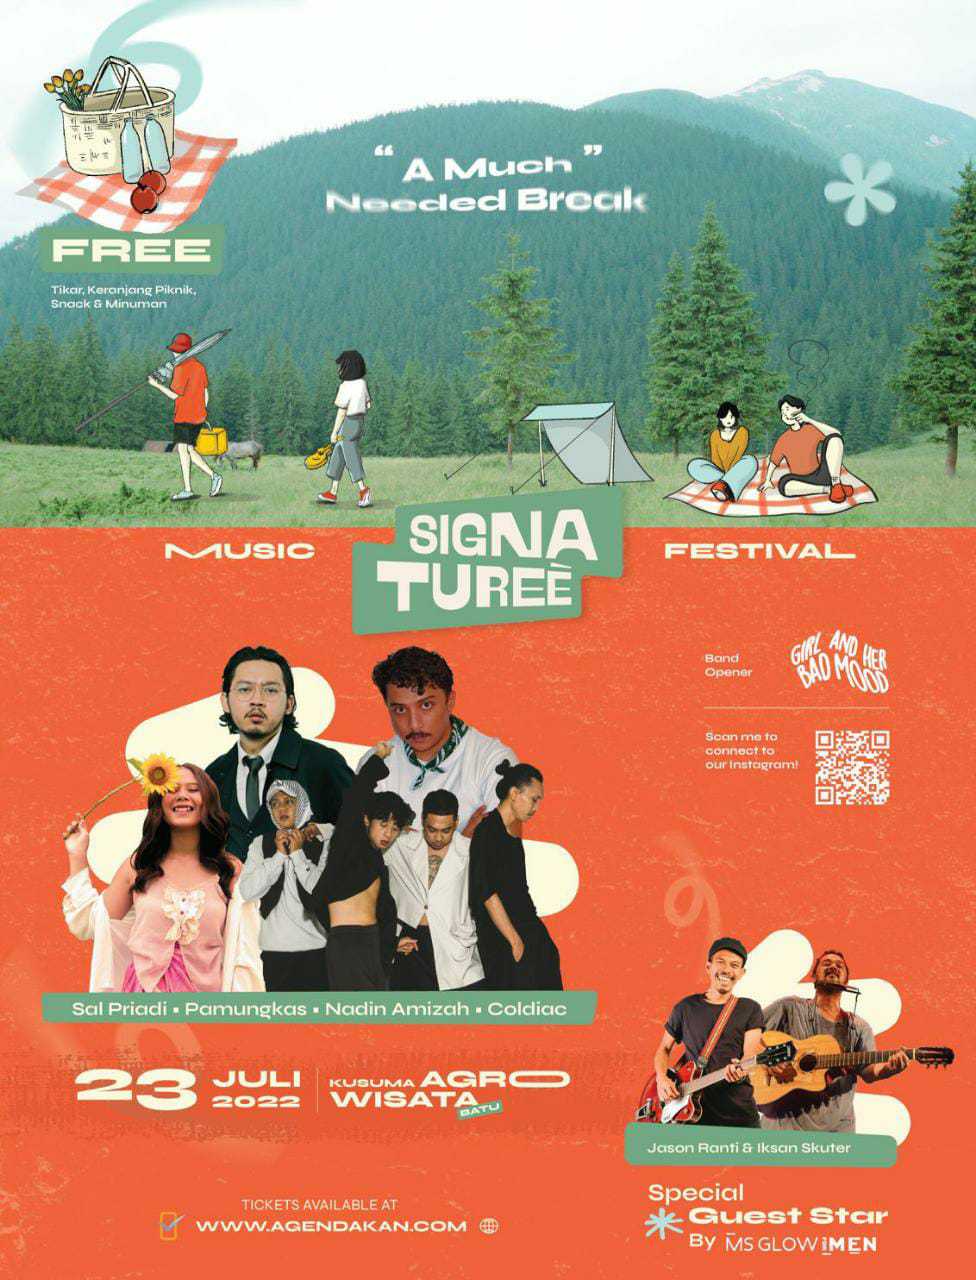 “ A Much ”
Needed Break
FREE
Tikar, Keranjang Piknik,
Snack & Minuman
MUSIC
SIGNA
TUREÈ
FESTIVAL
Band
Opener
GIRL AND HER
BAD MOOD
Scan me to
connect to
our Instagram!
Sal Priadi • Pamungkas • Nadin Amizah • Coldiac
23 JULI
2022
KUSUMA AGRO
WISATA
BATU
Jason Ranti & Iksan Skuter
TICKETS AVAILABLE AT
WWW.AGENDAKAN.COM
Special
Guest Star
By MS GLOW MEN